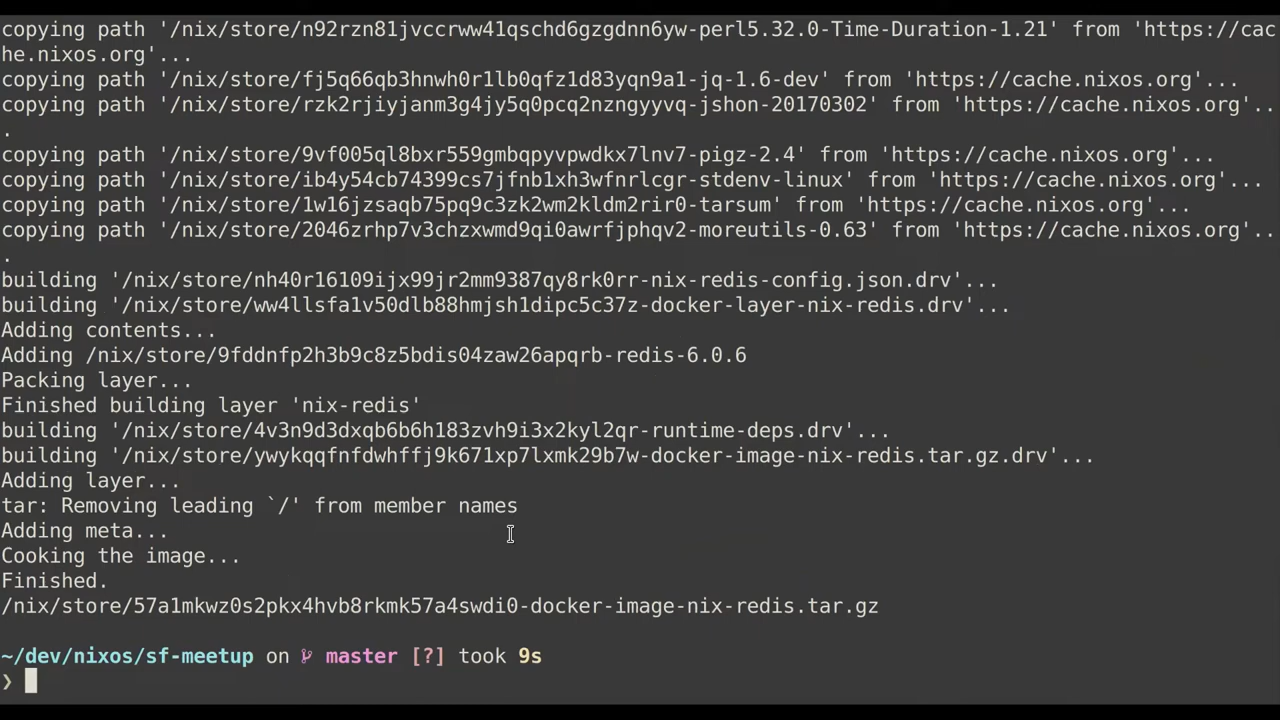 copying path '/nix/store/n92rzn81jvccrww41qschd6gzgdnn6yw-perl5.32.0-Time-Duration-1.21' from 'https://cac
he.nixos.org'...
copying path '/nix/store/fj5q66qb3hnwh0r1lb0qfz1d83yqn9a1-jq-1.6-dev' from 'https://cache.nixos.org'...
copying path '/nix/store/rzk2rjiyjanm3g4jy5q0pcq2nzngyyvq-jshon-20170302' from 'https://cache.nixos.org'..
.
copying path '/nix/store/9vf005ql8bxr559gmbqpyvpwdkx7lnv7-pigz-2.4' from 'https://cache.nixos.org'...
copying path '/nix/store/ib4y54cb74399cs7jfnb1xh3wfnrlcgr-stdenv-linux' from 'https://cache.nixos.org'...
copying path '/nix/store/1w16jzsaqb75pq9c3zk2wm2kldm2rir0-tarsum' from 'https://cache.nixos.org'...
copying path '/nix/store/2046zrhp7v3chzxwmd9qi0awrfjphqv2-moreutils-0.63' from 'https://cache.nixos.org'..
.
building '/nix/store/nh40r16109ijx99jr2mm9387qy8rk0rr-nix-redis-config.json.drv'...
building '/nix/store/ww4llsfa1v50dlb88hmjsh1dipc5c37z-docker-layer-nix-redis.drv'...
Adding contents...
Adding /nix/store/9fddnfp2h3b9c8z5bdis04zaw26apqrb-redis-6.0.6
Packing layer...
Finished building layer 'nix-redis'
building '/nix/store/4v3n9d3dxqb6b6h183zvh9i3x2kyl2qr-runtime-deps.drv'...
building '/nix/store/ywykqqfnfdwhffj9k671xp7lxmk29b7w-docker-image-nix-redis.tar.gz.drv'...
Adding layer...
tar: Removing leading `/' from member names
Adding meta...
Cooking the image...
Finished.
/nix/store/57a1mkwz0s2pkx4hvb8rkmk57a4swdi0-docker-image-nix-redis.tar.gz
~/dev/nixos/sf-meetup on master [?] took 9s
❯